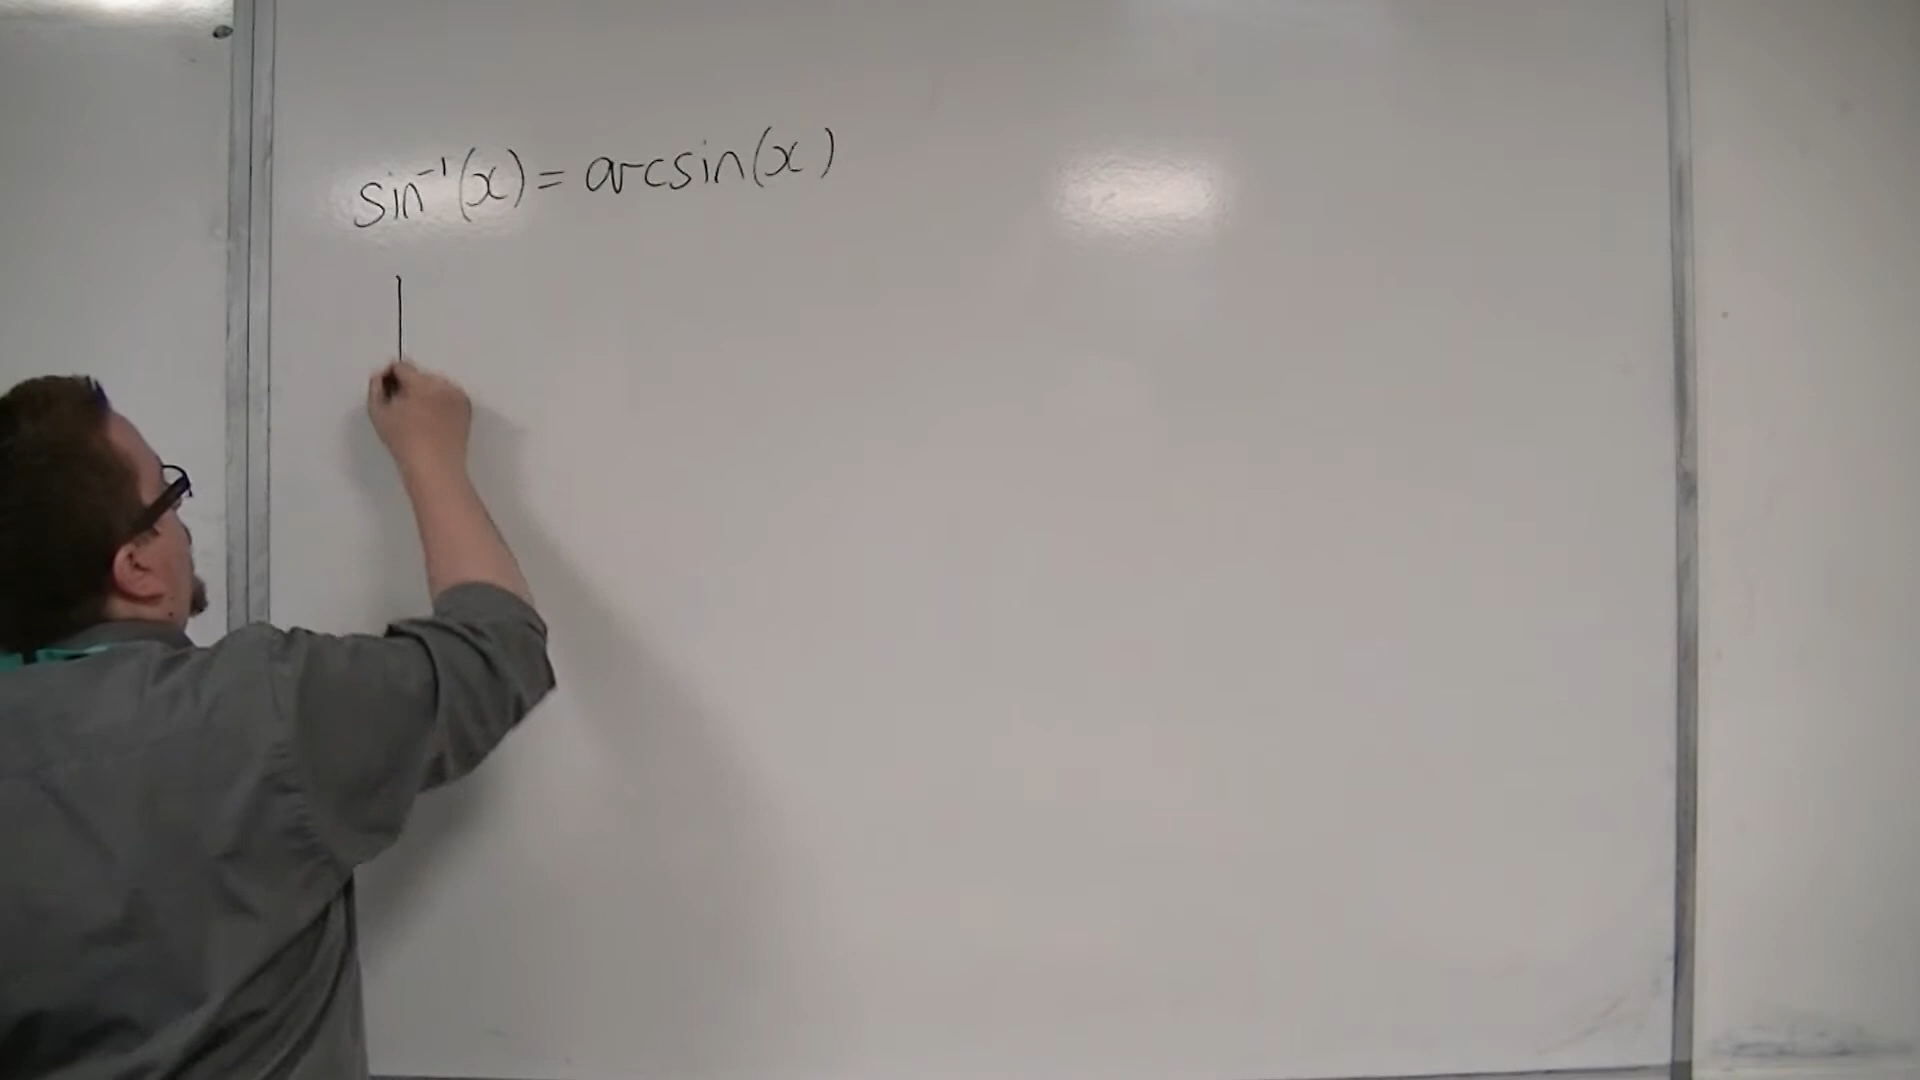 sin⁻¹(x) = arcsin(x)